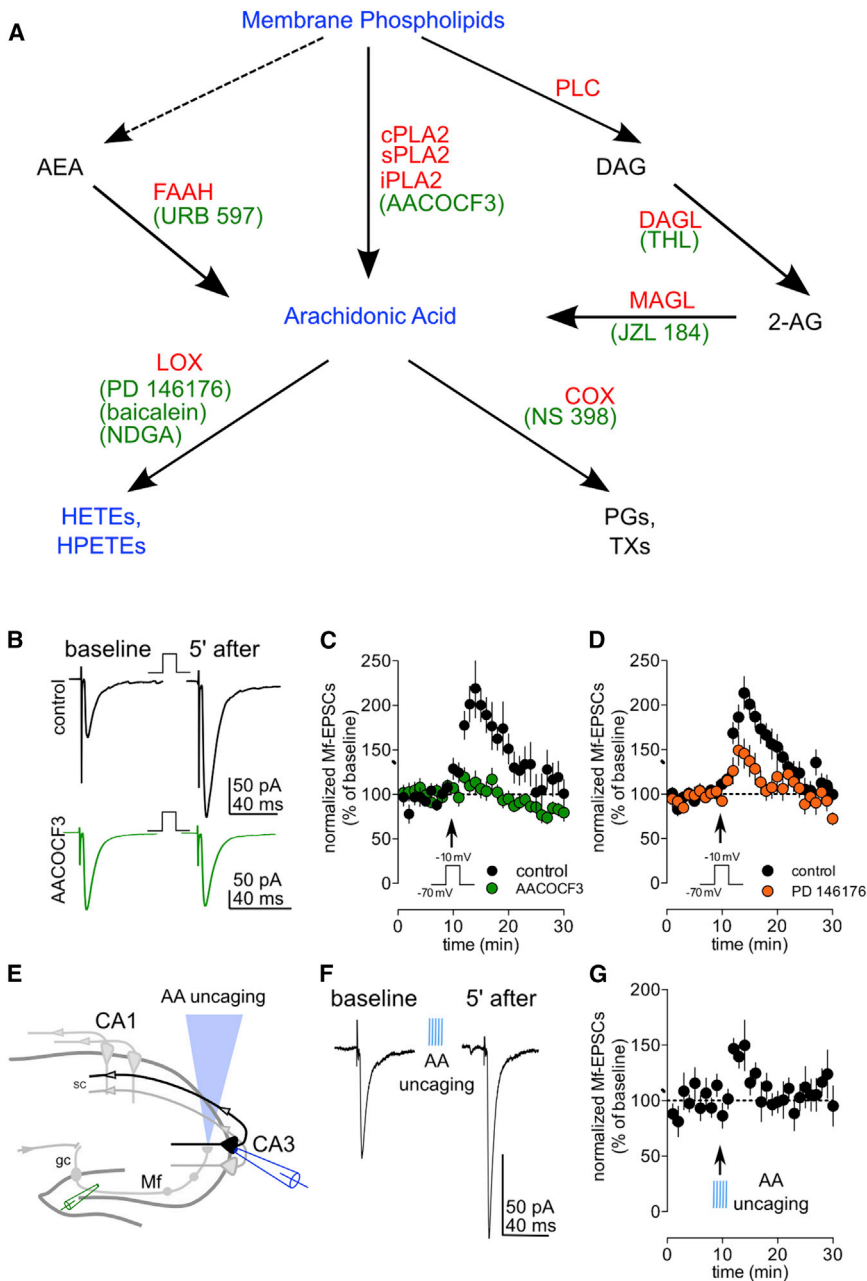 A
Membrane Phospholipids
PLC
AEA
cPLA2
sPLA2
iPLA2
(AACOCF3)
DAG
FAAH
(URB 597)
DAGL
(THL)
Arachidonic Acid
MAGL
(JZL 184)
2-AG
LOX
(PD 146176)
(baicalein)
(NDGA)
COX
(NS 398)
HETEs,
HPETEs
PGs,
TXs
B
baseline
5' after
control
50 pA
40 ms
AACOCF3
50 pA
40 ms
C
normalized Mf-EPSCs
(% of baseline)
250
200
150
100
50
0
-10 mV
-70 mV
control
AACOCF3
0
10
20
30
time (min)
D
normalized Mf-EPSCs
(% of baseline)
250
200
150
100
50
0
-10 mV
-70 mV
control
PD 146176
0
10
20
30
time (min)
E
AA uncaging
CA1
sc
CA3
gc
Mf
F
baseline
5' after
AA
uncaging
50 pA
40 ms
G
normalized Mf-EPSCs
(% of baseline)
200
150
100
50
0
AA
uncaging
0
10
20
30
time (min)